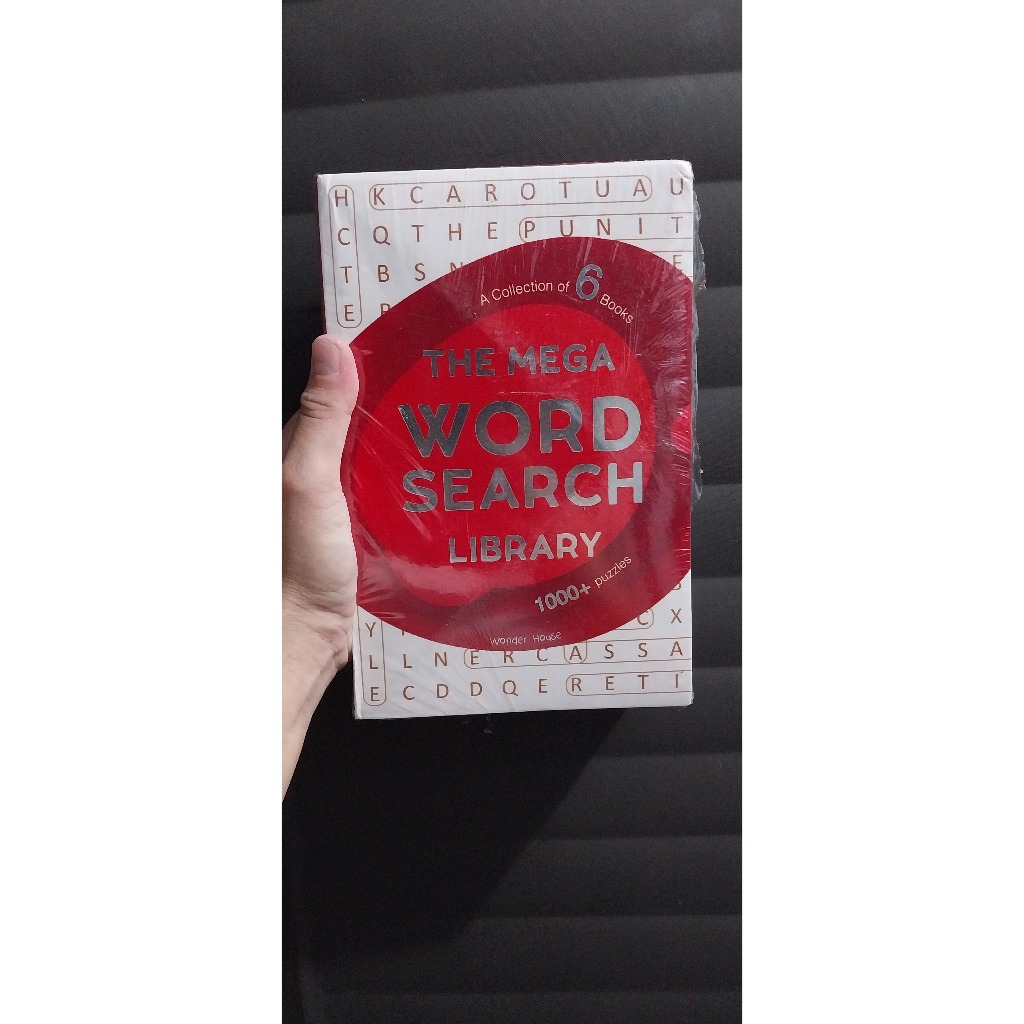 H K C A R O T U A U
C Q T H E P U N I T
T B S N E
E
A Collection of 6 Books
THE MEGA
WORD
SEARCH
LIBRARY
1000+ puzzles
Wonder House
Y C X
L L N E R C A S S A
E C D D Q E R E T I